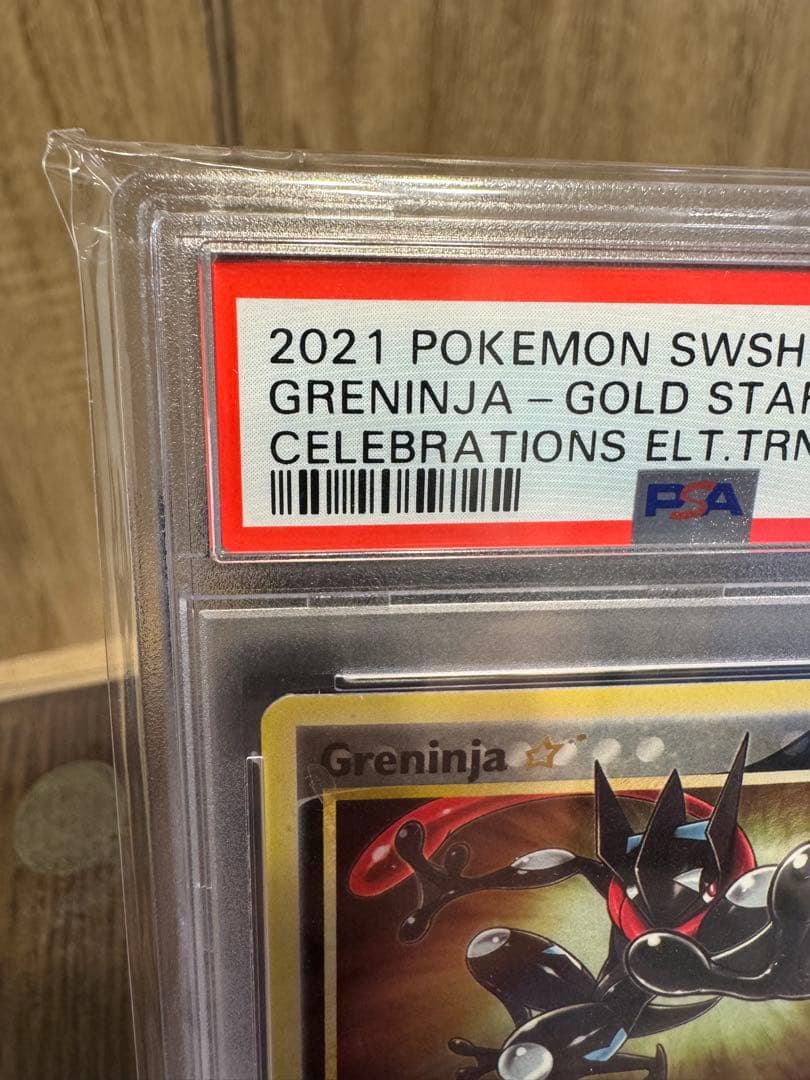 2021 POKEMON SWSH
GRENINJA – GOLD STAR
CELEBRATIONS ELT.TRN
PSA
Greninja ☆